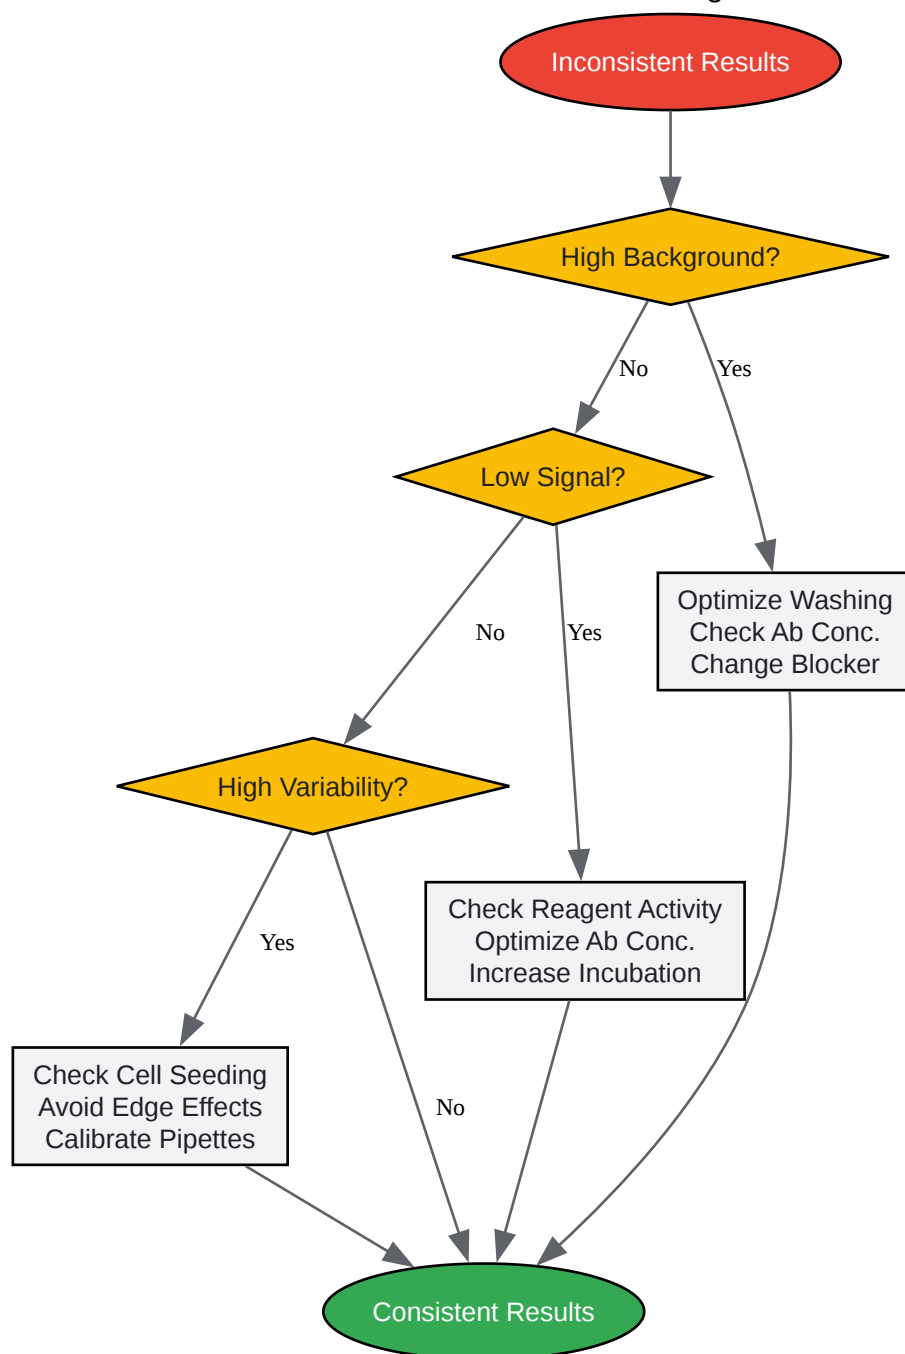 Inconsistent Results
High Background?
No
Yes
Low Signal?
Optimize Washing
Check Ab Conc.
Change Blocker
No
Yes
High Variability?
Check Reagent Activity
Optimize Ab Conc.
Increase Incubation
Yes
Check Cell Seeding
Avoid Edge Effects
Calibrate Pipettes
No
Consistent Results